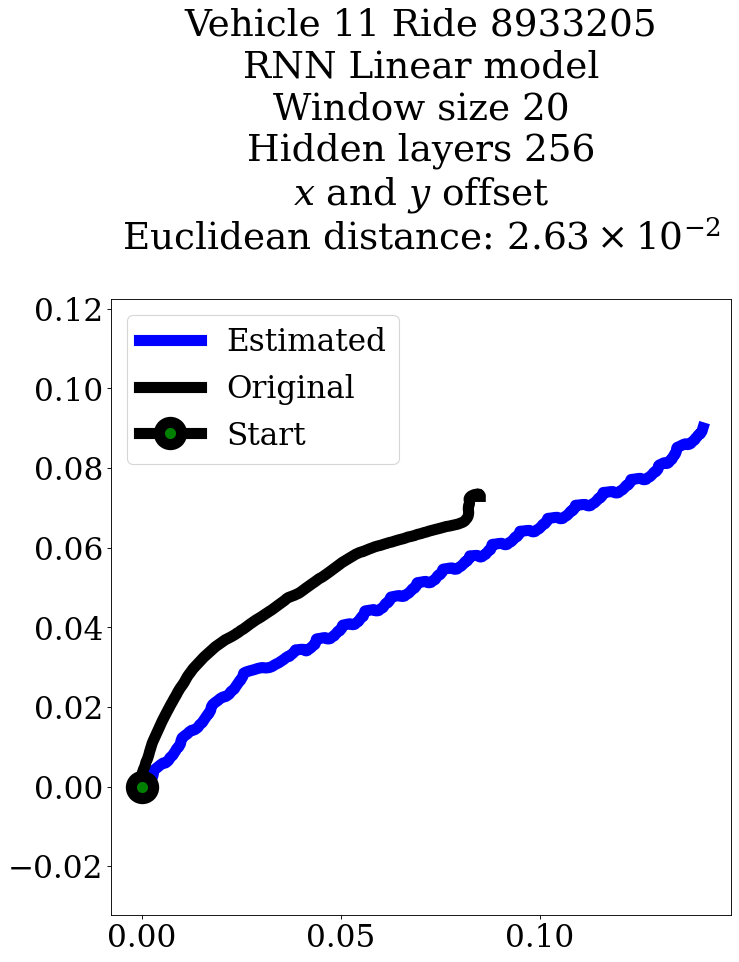 Vehicle 11 Ride 8933205
RNN Linear model
Window size 20
Hidden layers 256
x and y offset
Euclidean distance: 2.63 × 10⁻²
0.12
0.10
0.08
0.06
0.04
0.02
0.00
−0.02
Estimated
Original
Start
0.00 0.05 0.10